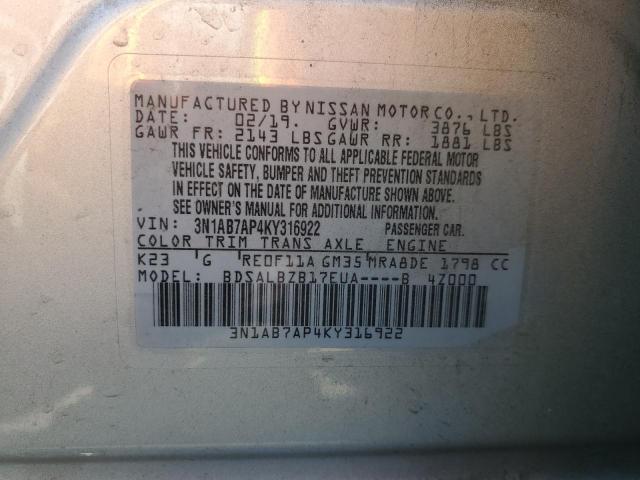 MANUFACTURED BY NISSAN MOTOR CO., LTD.
DATE: 02/19. GVWR: 3876 LBS
GAWR FR: 2143 LBS GAWR RR: 1881 LBS
THIS VEHICLE CONFORMS TO ALL APPLICABLE FEDERAL MOTOR
VEHICLE SAFETY, BUMPER AND THEFT PREVENTION STANDARDS
IN EFFECT ON THE DATE OF MANUFACTURE SHOWN ABOVE.
. SEE OWNER'S MANUAL FOR ADDITIONAL INFORMATION.
VIN: 3N1AB7AP4KY316922 PASSENGER CAR.
COLOR TRIM TRANS AXLE ENGINE
K23 G RE0F11A GM35 MRA8DE 1798 CC
MODEL: BDSALBZB17EUA----B 4Z000
3N1AB7AP4KY316922